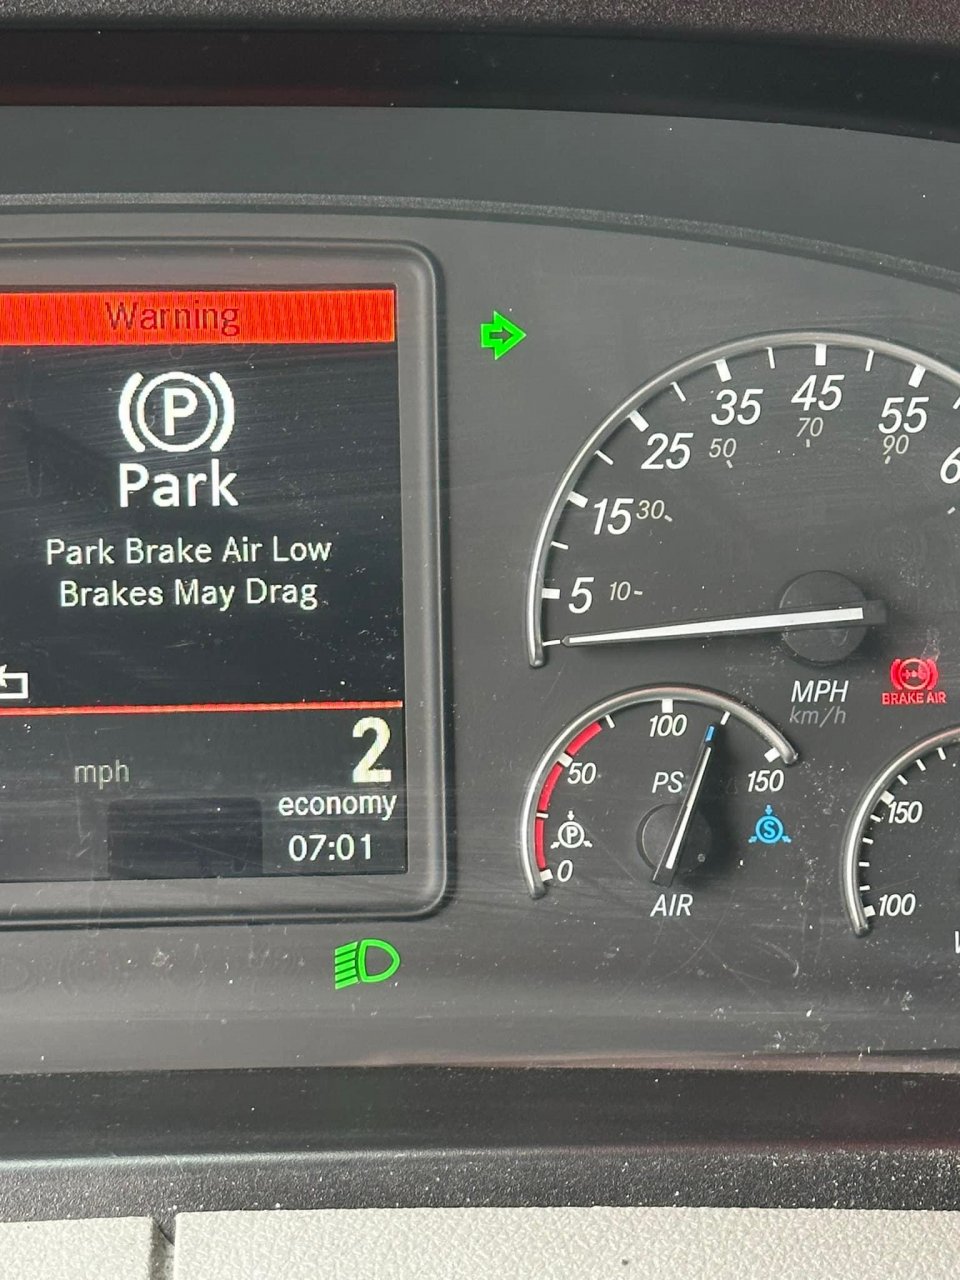 Warning
P
Park
Park Brake Air Low
Brakes May Drag
2
mph
economy
07:01
5 15 25 35 45 55
10 30 50 70 90
MPH
km/h
BRAKE AIR
0 50 100 150
PS
P
S
AIR
150
100